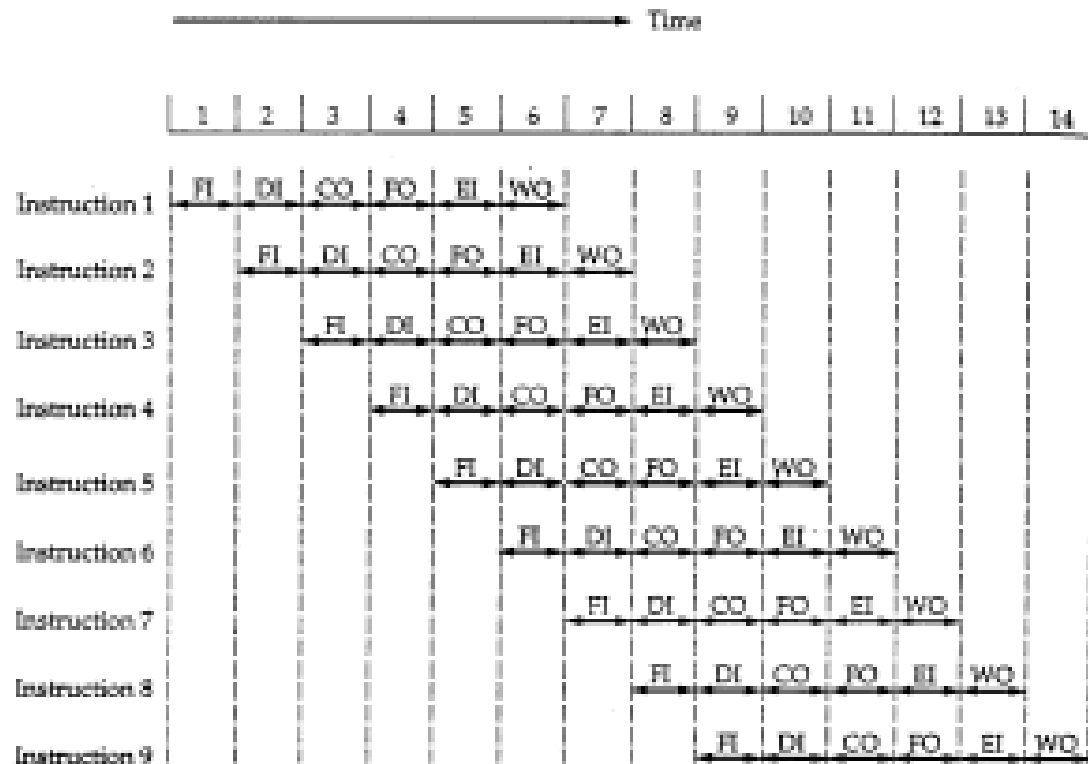 Time
1 2 3 4 5 6 7 8 9 10 11 12 13 14
Instruction 1 FI DI CO FO EI WO
Instruction 2 FI DI CO FO EI WO
Instruction 3 FI DI CO FO EI WO
Instruction 4 FI DI CO FO EI WO
Instruction 5 FI DI CO FO EI WO
Instruction 6 FI DI CO FO EI WO
Instruction 7 FI DI CO FO EI WO
Instruction 8 FI DI CO FO EI WO
Instruction 9 FI DI CO FO EI WO